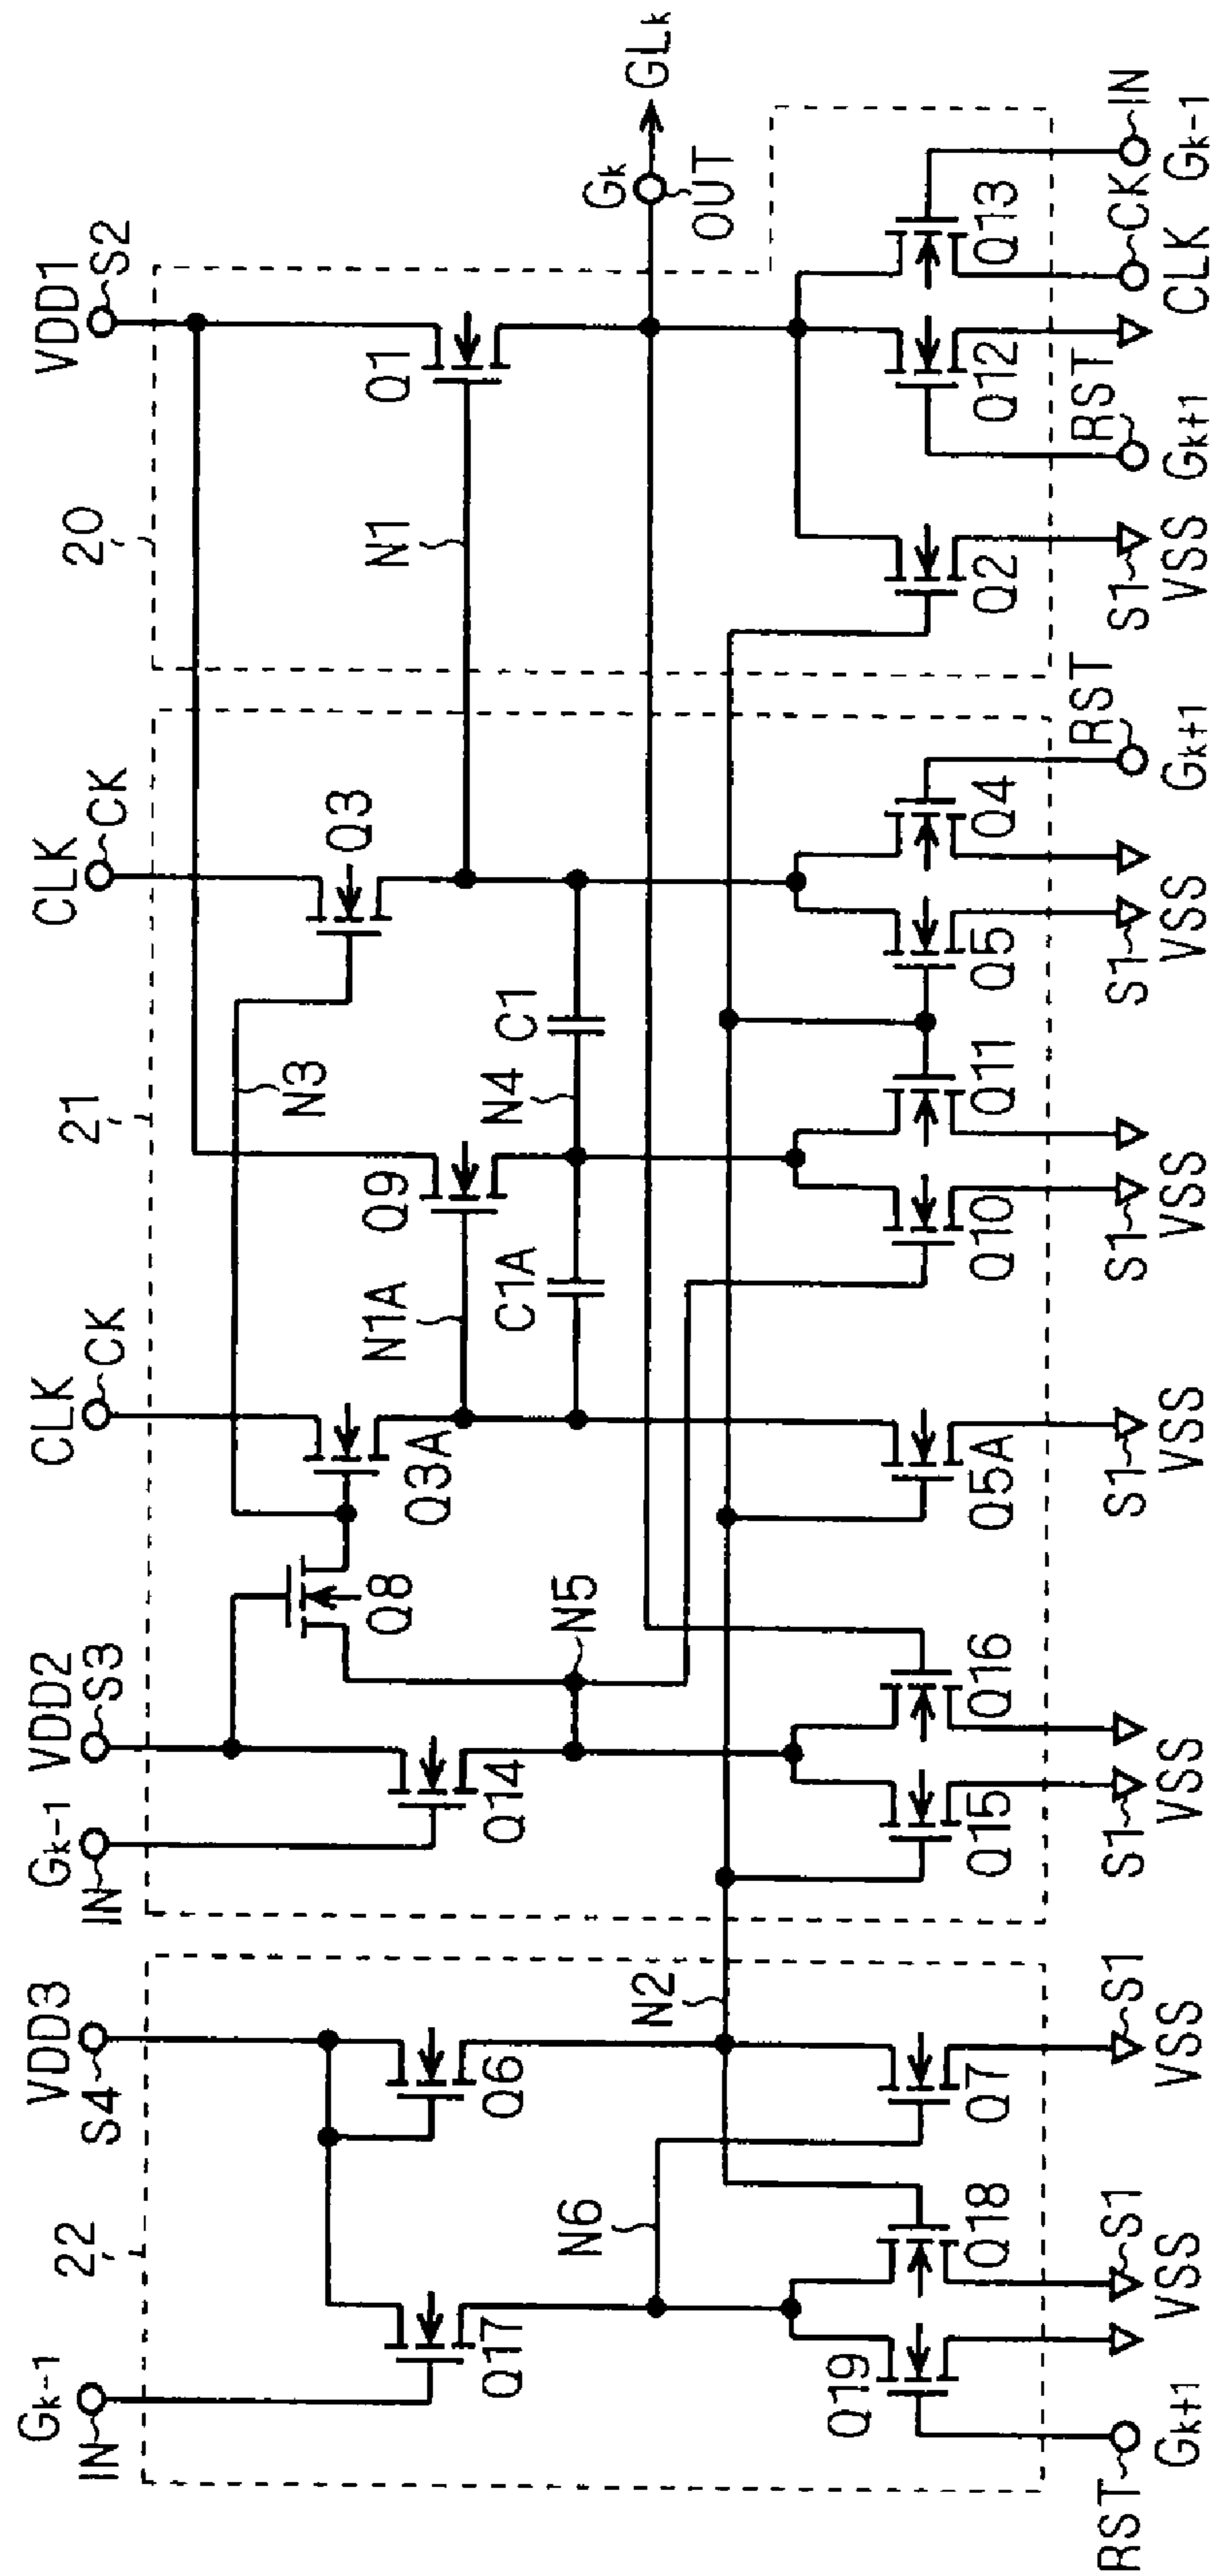 Gk-1
IN
VDD3
S4
Gk-1
IN
VDD2
S3
CLK
CK
CLK
CK
VDD1
S2
22
21
20
Q17
Q6
Q14
Q8
Q3A
N3
Q3
Q9
N1A
N1
Q1
C1A
N4
C1
N5
N6
N2
Gk
OUT
GLk
Q19
Q18
Q7
Q15
Q16
Q5A
Q10
Q11
Q5
Q4
Q2
Q12
Q13
RST
Gk+1
S1
VSS
S1
VSS
S1
VSS
S1
VSS
S1
VSS
S1
VSS
RST
Gk+1
S1
VSS
RST
Gk+1
CK
CLK
IN
Gk-1